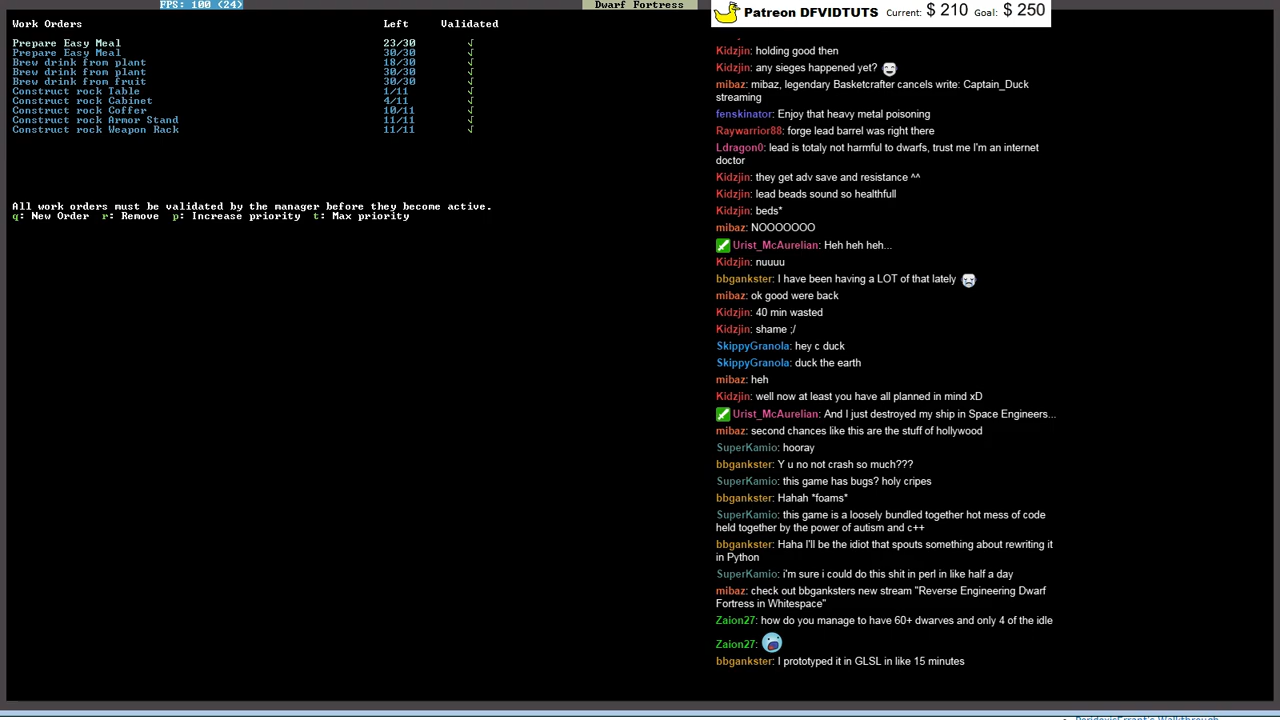 FPS: 100 (24)
Dwarf Fortress
Work Orders Left Validated
Prepare Easy Meal 23/30 √
Prepare Easy Meal 30/30 √
Brew drink from plant 18/30 √
Brew drink from plant 30/30 √
Brew drink from fruit 30/30 √
Construct rock Table 1/11 √
Construct rock Cabinet 4/11 √
Construct rock Coffer 10/11 √
Construct rock Armor Stand 11/11 √
Construct rock Weapon Rack 11/11 √
All work orders must be validated by the manager before they become active.
q: New Order r: Remove p: Increase priority t: Max priority
Patreon DFVIDTUTS Current: $ 210 Goal: $ 250
Kidzjin: holding good then
Kidzjin: any sieges happened yet?
mibaz: mibaz, legendary Basketcrafter cancels write: Captain_Duck
streaming
fenskinator: Enjoy that heavy metal poisoning
Raywarrior88: forge lead barrel was right there
Ldragon0: lead is totaly not harmful to dwarfs, trust me I'm an internet
doctor
Kidzjin: they get adv save and resistance ^^
Kidzjin: lead beads sound so healthfull
Kidzjin: beds*
mibaz: NOOOOOOO
Urist_McAurelian: Heh heh heh...
Kidzjin: nuuuu
bbgankster: I have been having a LOT of that lately
mibaz: ok good were back
Kidzjin: 40 min wasted
Kidzjin: shame ;/
SkippyGranola: hey c duck
SkippyGranola: duck the earth
mibaz: heh
Kidzjin: well now at least you have all planned in mind xD
Urist_McAurelian: And I just destroyed my ship in Space Engineers...
mibaz: second chances like this are the stuff of hollywood
SuperKamio: hooray
bbgankster: Y u no not crash so much???
SuperKamio: this game has bugs? holy cripes
bbgankster: Hahah *foams*
SuperKamio: this game is a loosely bundled together hot mess of code
held together by the power of autism and c++
bbgankster: Haha I'll be the idiot that spouts something about rewriting it
in Python
SuperKamio: i'm sure i could do this shit in perl in like half a day
mibaz: check out bbganksters new stream "Reverse Engineering Dwarf
Fortress in Whitespace"
Zaion27: how do you manage to have 60+ dwarves and only 4 of the idle
Zaion27:
bbgankster: I prototyped it in GLSL in like 15 minutes